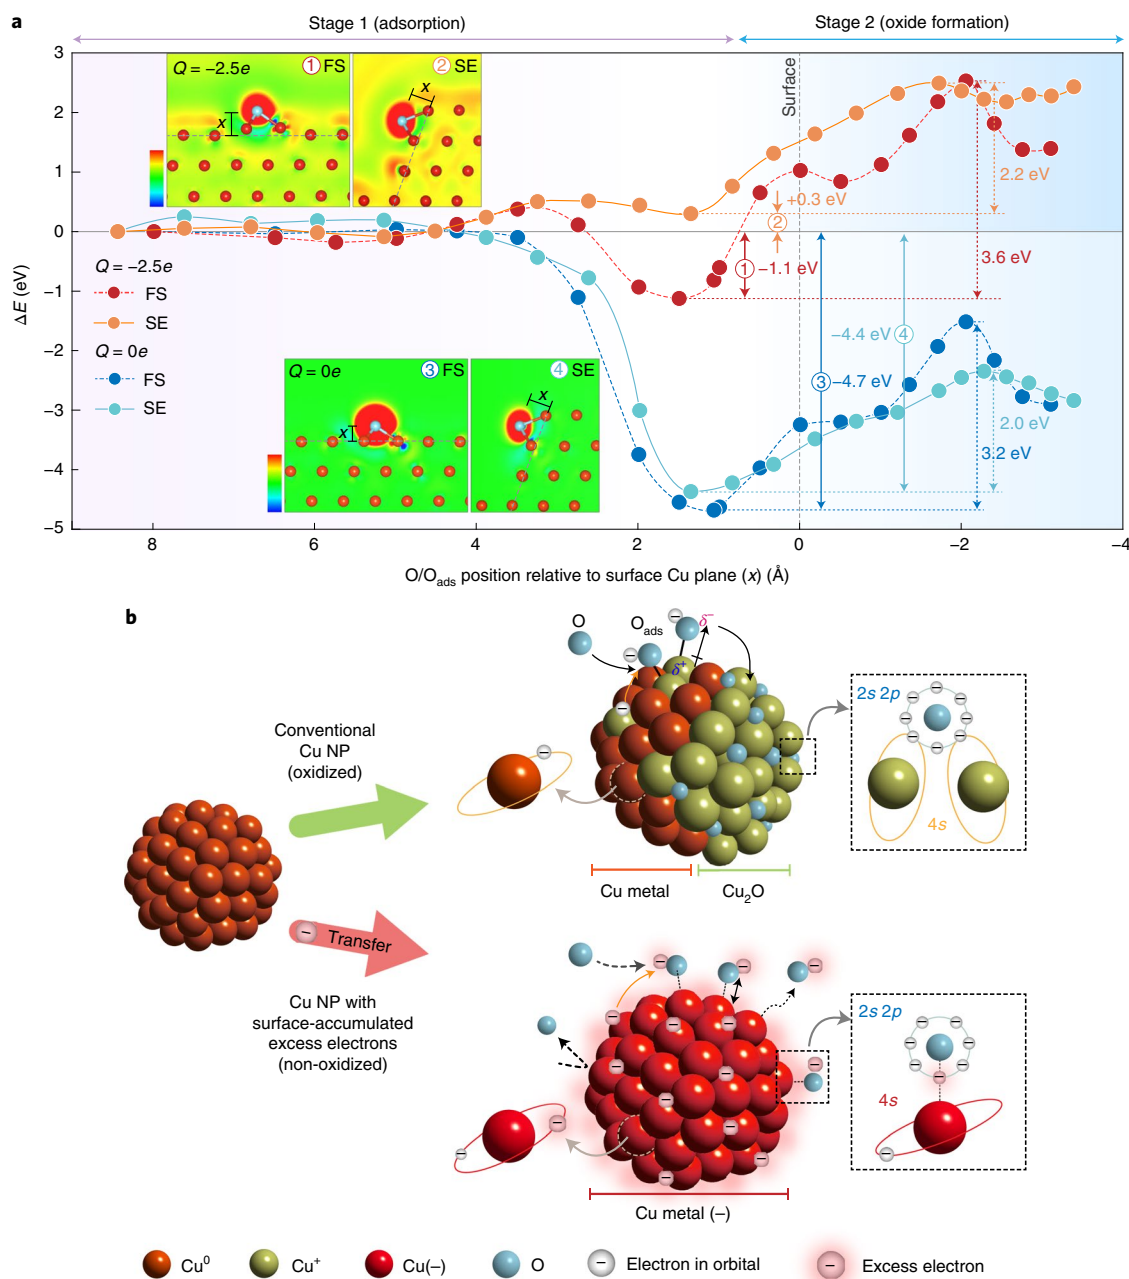 a
Stage 1 (adsorption)
Stage 2 (oxide formation)
3
2
1
0
−1
−2
−3
−4
−5
ΔE (eV)
Q = −2.5e
1 FS
2 SE
x
x
Surface
+0.3 eV
2
2.2 eV
1 −1.1 eV
3.6 eV
Q = −2.5e
FS
SE
Q = 0e
FS
SE
Q = 0e
3 FS
4 SE
x
x
−4.4 eV 4
3 −4.7 eV
2.0 eV
3.2 eV
8
6
4
2
0
−2
−4
O/Oads position relative to surface Cu plane (x) (Å)
b
O
Oads
−
δ−
δ+
−
−
−
Conventional
Cu NP
(oxidized)
2s 2p
− − − − − − − −
4s
Cu metal
Cu2O
− Transfer
Cu NP with
surface-accumulated
excess electrons
(non-oxidized)
2s 2p
4s
Cu metal (−)
Cu0
Cu+
Cu(−)
O
− Electron in orbital
− Excess electron